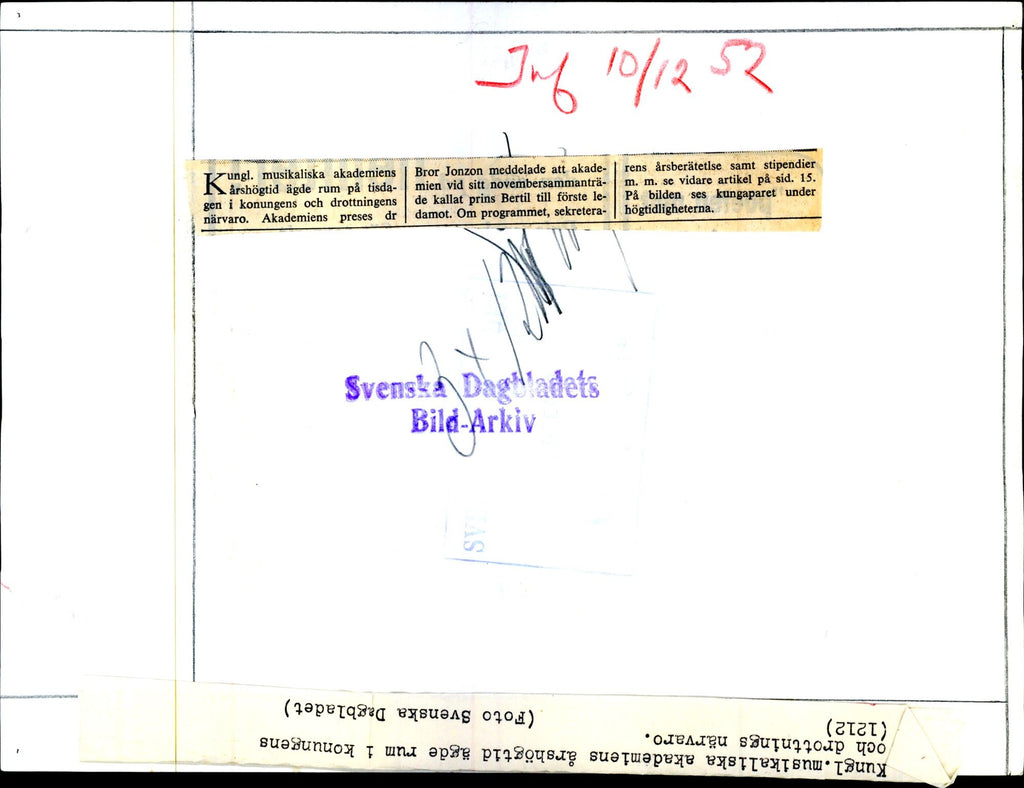 Inf 10/12 52
Kungl. musikaliska akademiens
årshögtid ägde rum på tisda-
gen i konungens och drottningens
närvaro. Akademiens preses dr
Bror Jonzon meddelade att akade-
mien vid sitt novembersammanträ-
de kallat prins Bertil till förste le-
damot. Om programmet, sekretera-
rens årsberätetlse samt stipendier
m. m. se vidare artikel på sid. 15.
På bilden ses kungaparet under
högtidligheterna.
Svenska Dagbladets
Bild-Arkiv
SV
Kungl.musikaliska akademiens årshögtid ägde rum i konungens
och drottnings närvaro.
(1212) (Foto Svenska Dagbladet)